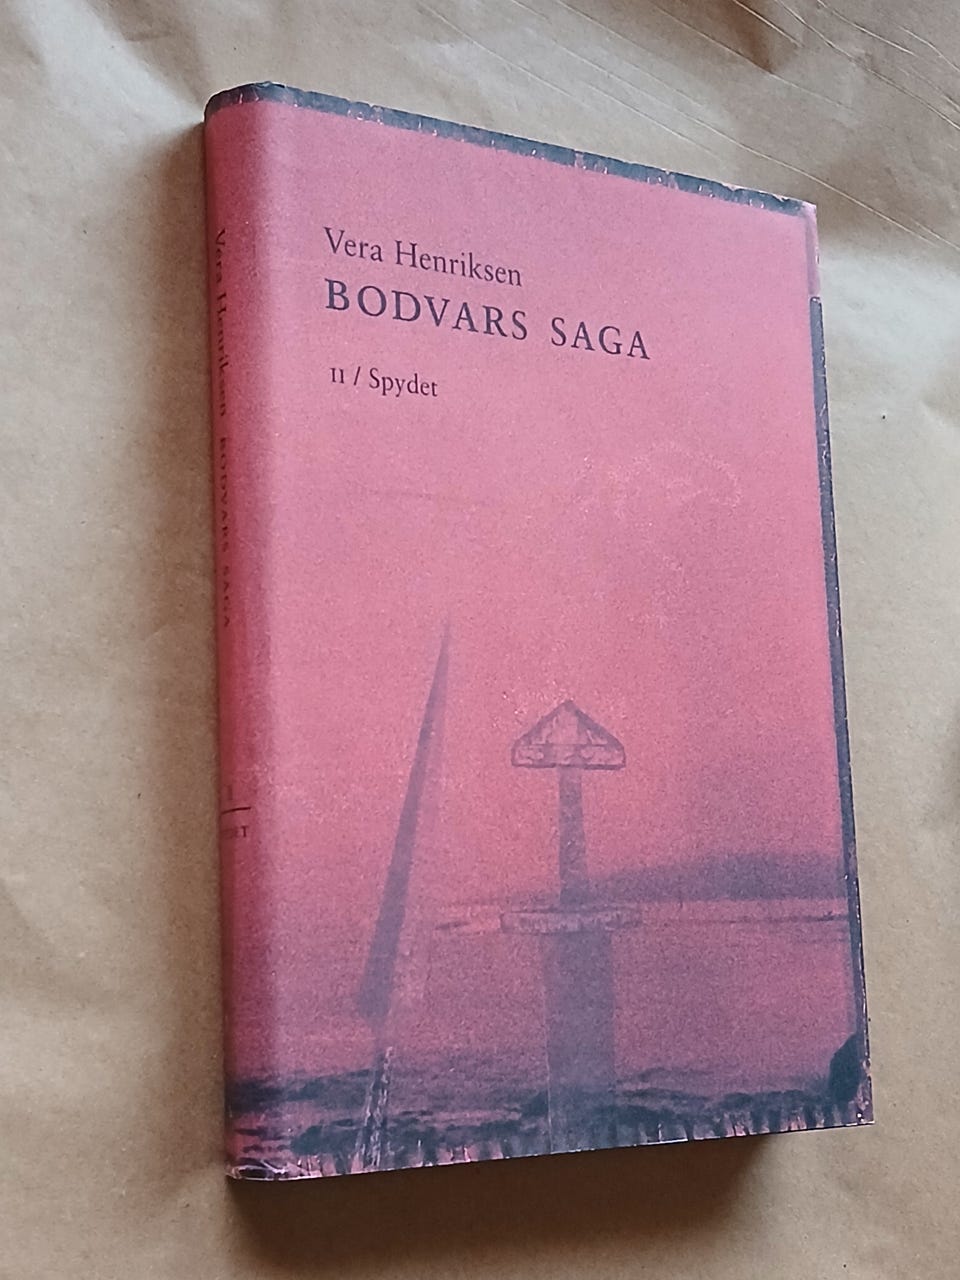 Vera Henriksen
BODVARS SAGA
II / Spydet
Vera Henriksen BODVARS SAGA